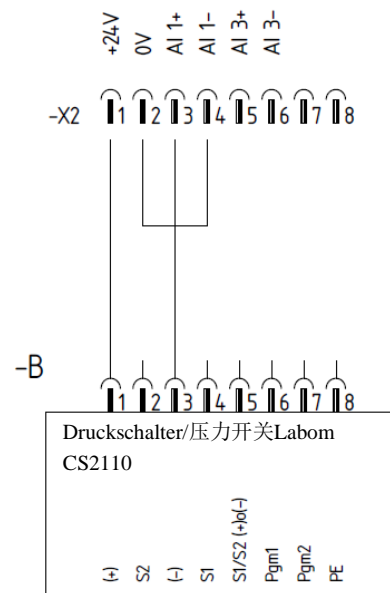 +24V 0V AI 1+ AI 1- AI 3+ AI 3-
-X2 1 2 3 4 5 6 7 8
-B 1 2 3 4 5 6 7 8
Druckschalter/压力开关Labom
CS2110
(+) S2 (-) S1 S1/S2 (+)o(-) Pgm1 Pgm2 PE